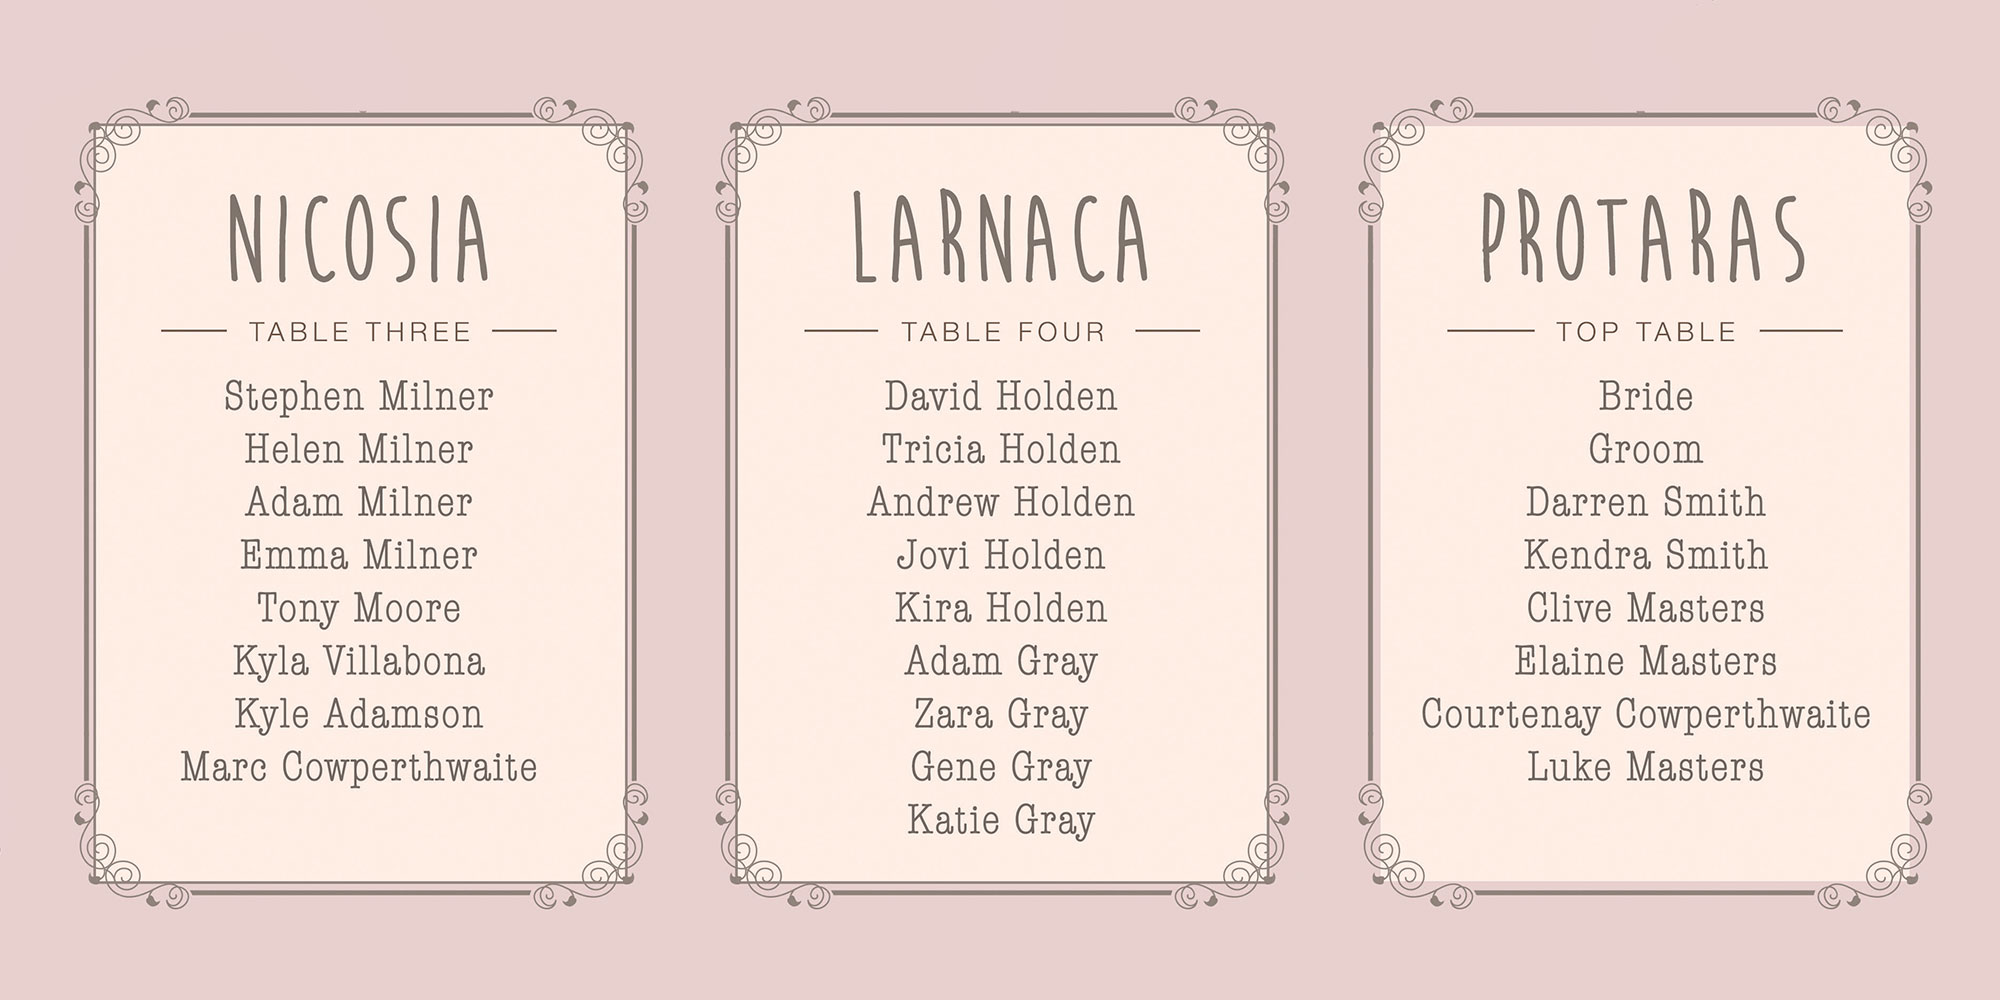 NICOSIA
TABLE THREE
Stephen Milner
Helen Milner
Adam Milner
Emma Milner
Tony Moore
Kyla Villabona
Kyle Adamson
Marc Cowperthwaite
LARNACA
TABLE FOUR
David Holden
Tricia Holden
Andrew Holden
Jovi Holden
Kira Holden
Adam Gray
Zara Gray
Gene Gray
Katie Gray
PROTARAS
TOP TABLE
Bride
Groom
Darren Smith
Kendra Smith
Clive Masters
Elaine Masters
Courtenay Cowperthwaite
Luke Masters